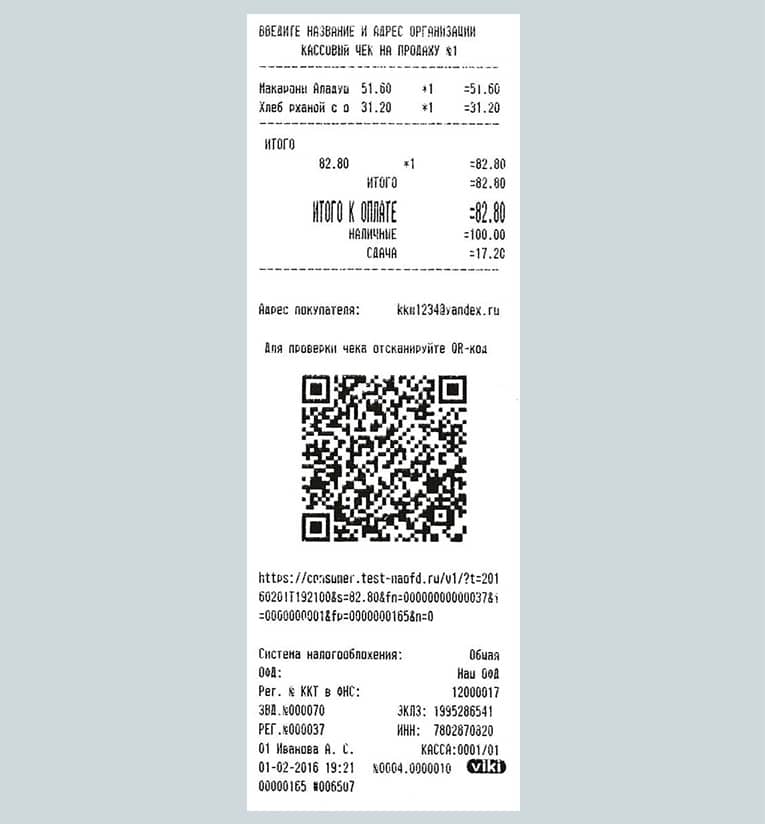 ВВЕДИТЕ НАЗВАНИЕ И АДРЕС ОРГАНИЗАЦИИ
КАССОВЫЙ ЧЕК НА ПРОДАЖУ №1
Макароны Аладуш 51.60 *1 =51.60
Хлеб ржаной с о 31.20 *1 =31.20
ИТОГО
82.80 *1 =82.80
ИТОГО =82.80
ИТОГО К ОПЛАТЕ =82.80
НАЛИЧНЫЕ =100.00
СДАЧА =17.20
Адрес покупателя: kkm1234@yandex.ru
Для проверки чека отсканируйте QR-код
https://consumer.test-naofd.ru/v1/?t=201
60201T192100&s=82.80&fn=00000000000037&i
=0000000001&fp=0000000165&n=0
Система налогообложения: Общая
ОФД: Наш ОФД
Рег. № ККТ в ФНС: 12000017
ЗВД.№000070 ЭКЛЗ: 1995286541
РЕГ.№000037 ИНН: 7802870820
01 Иванова А. С. КАССА:0001/01
01-02-2016 19:21 №0004.0000010 viki
00000165 #006507